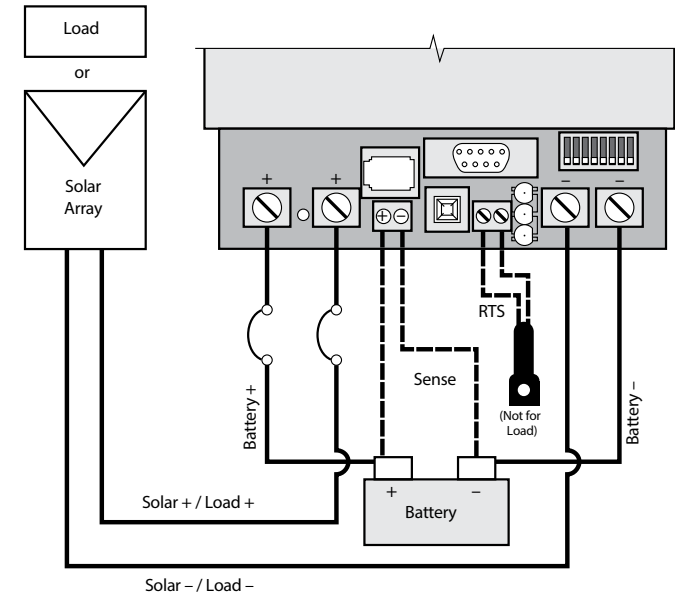 Load
or
Solar
Array
+
+
–
–
+
–
RTS
Sense
(Not for
Load)
Battery +
Battery –
+
–
Battery
Solar + / Load +
Solar – / Load –